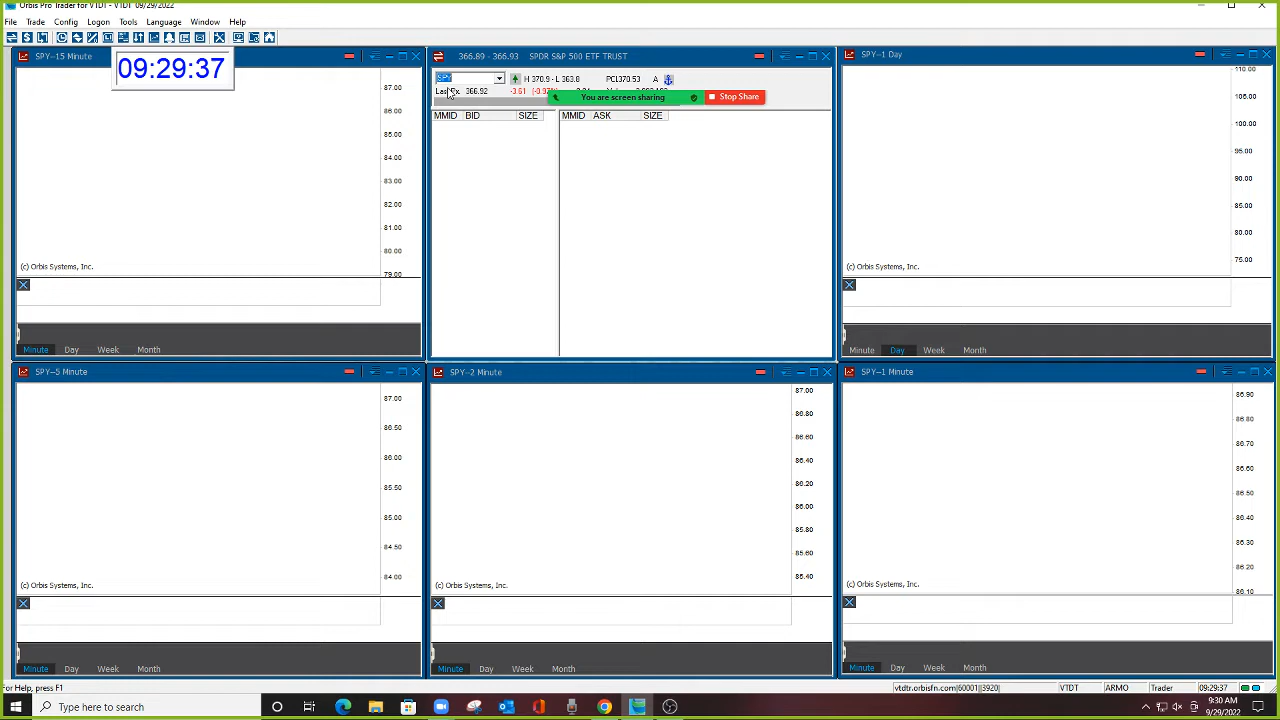 Orbis Pro Trader for VTDT - VTDT 09/29/2022
File Trade Config Logon Tools Language Window Help
SPY--15 Minute
09:29:37
87.00
86.00
85.00
84.00
83.00
82.00
81.00
80.00
79.00
(c) Orbis Systems, Inc.
Minute Day Week Month
366.89 - 366.93 SPDR S&P 500 ETF TRUST
SPY H 370.9 - L 363.8 PCl370.53 A
366.92 -3.61
You are screen sharing Stop Share
MMID BID SIZE MMID ASK SIZE
SPY--1 Day
110.00
105.00
100.00
95.00
90.00
85.00
80.00
75.00
(c) Orbis Systems, Inc.
Minute Day Week Month
SPY--5 Minute
87.00
86.50
86.00
85.50
85.00
84.50
84.00
(c) Orbis Systems, Inc.
Minute Day Week Month
SPY--2 Minute
87.00
86.80
86.60
86.40
86.20
86.00
85.80
85.60
85.40
(c) Orbis Systems, Inc.
Minute Day Week Month
SPY--1 Minute
86.90
86.80
86.70
86.60
86.50
86.40
86.30
86.20
86.10
(c) Orbis Systems, Inc.
Minute Day Week Month
For Help, press F1
vtdtr.orbisfn.com|60001||3920| VTDT ARMO Trader 09:29:37
Type here to search
9:30 AM
9/29/2022